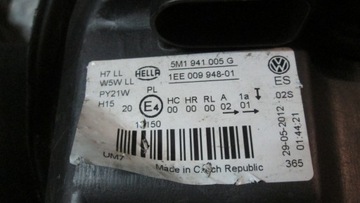 H7 LL
W5W LL
PY21W
H15
HELLA
5M1 941 005 G
1EE 009 948-01
PL
20
E4
HC HR RL A 1a
00 00 00 02 01
13150
UM7
Made in Czech Republic
ES
02S
29-05-2012
01:44:21
365